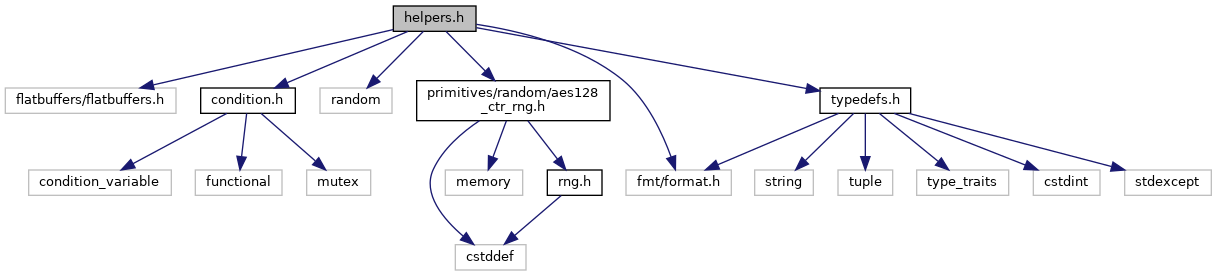 helpers.h
flatbuffers/flatbuffers.h
condition.h
random
primitives/random/aes128
_ctr_rng.h
typedefs.h
condition_variable
functional
mutex
memory
rng.h
fmt/format.h
string
tuple
type_traits
cstdint
stdexcept
cstddef